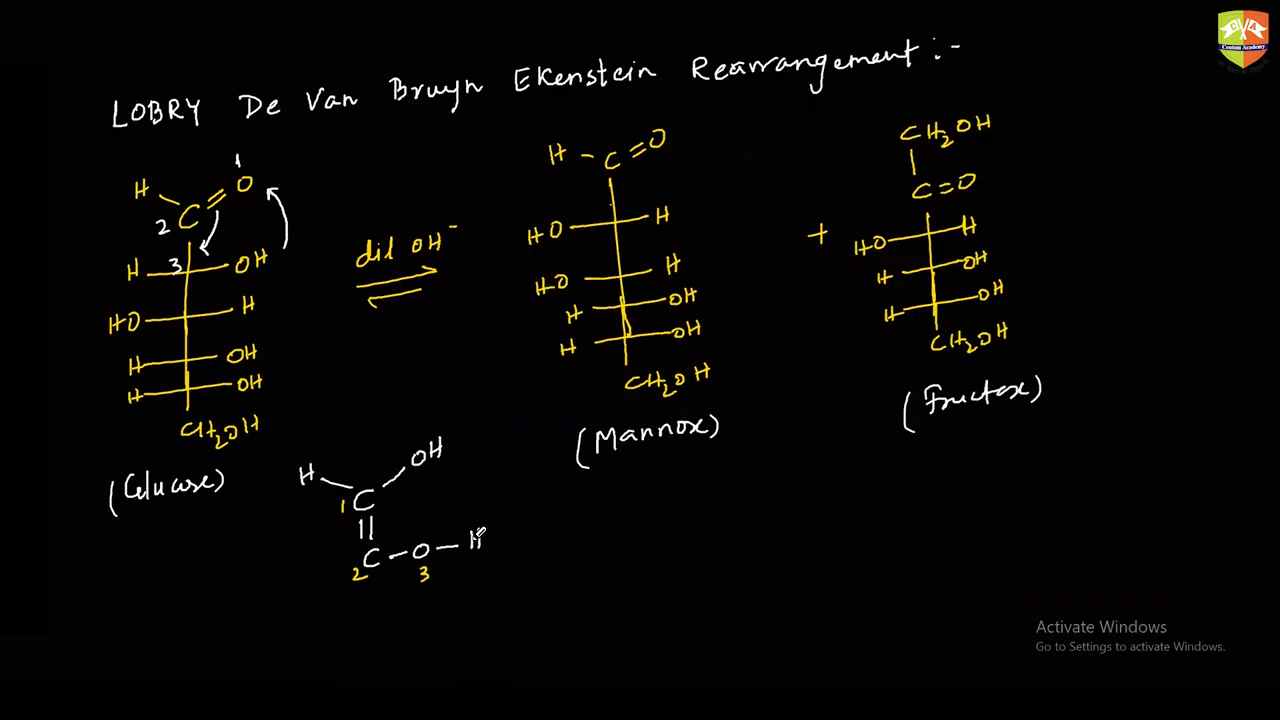 LOBRY De Van Bruyn Ekenstein Rearrangement :-
H C=O
1
2
3
H OH
HO H
H OH
H OH
CH2OH
(Glucose)
dil OH⁻
H - C=O
HO H
HO H
H OH
H OH
CH2OH
(Mannose)
+
CH2OH
C=O
HO H
H OH
H OH
CH2OH
(Fructose)
H OH
1 C
C - O - H
2 3
C A
Centum Academy
Activate Windows
Go to Settings to activate Windows.